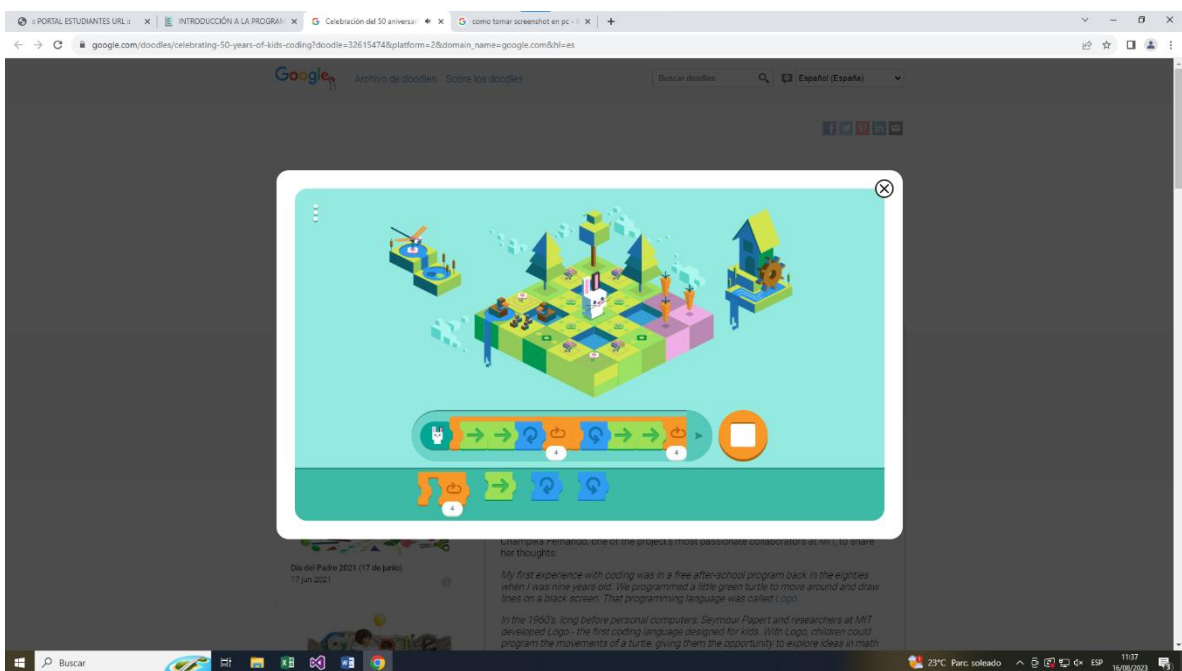 :: PORTAL ESTUDIANTES URL ::
INTRODUCCIÓN A LA PROGRAM
Celebración del 50 aniversar
como tomar screenshot en pc - 
google.com/doodles/celebrating-50-years-of-kids-coding?doodle=32615474&platform=2&domain_name=google.com&hl=es
Google
Archivo de doodles Sobre los doodles
Buscar doodles
Español (España)
4
4
4
Champika Fernando, one of the project's most passionate collaborators at MIT, to share
her thoughts:
Día del Padre 2021 (17 de junio)
17 jun 2021
My first experience with coding was in a free after-school program back in the eighties
when I was nine years old. We programmed a little green turtle to move around and draw
lines on a black screen. That programming language was called Logo.
In the 1960's, long before personal computers, Seymour Papert and researchers at MIT
developed Logo - the first coding language designed for kids. With Logo, children could
program the movements of a turtle, giving them the opportunity to explore ideas in math
Buscar
23°C Parc. soleado
ESP
11:37
16/08/2023